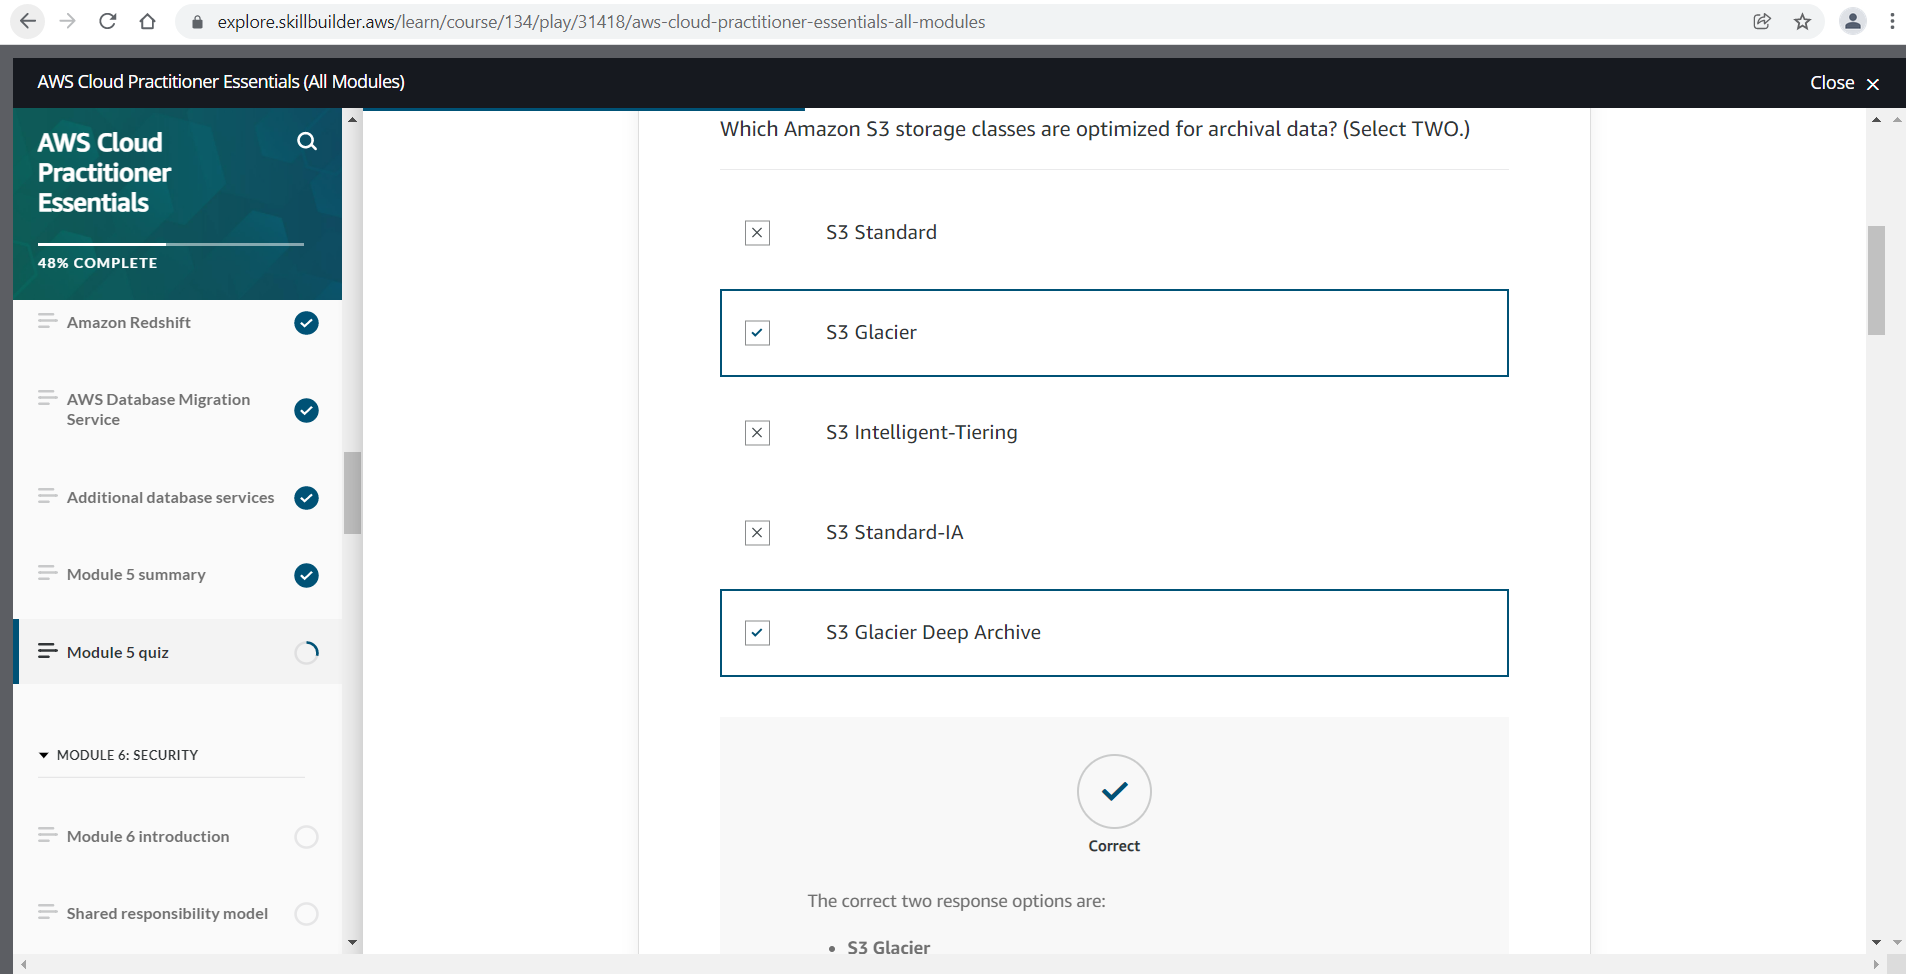 explore.skillbuilder.aws/learn/course/134/play/31418/aws-cloud-practitioner-essentials-all-modules
AWS Cloud Practitioner Essentials (All Modules)
Close
AWS Cloud
Practitioner
Essentials
48% COMPLETE
Amazon Redshift
AWS Database Migration
Service
Additional database services
Module 5 summary
Module 5 quiz
MODULE 6: SECURITY
Module 6 introduction
Shared responsibility model
Which Amazon S3 storage classes are optimized for archival data? (Select TWO.)
S3 Standard
S3 Glacier
S3 Intelligent-Tiering
S3 Standard-IA
S3 Glacier Deep Archive
Correct
The correct two response options are:
• S3 Glacier